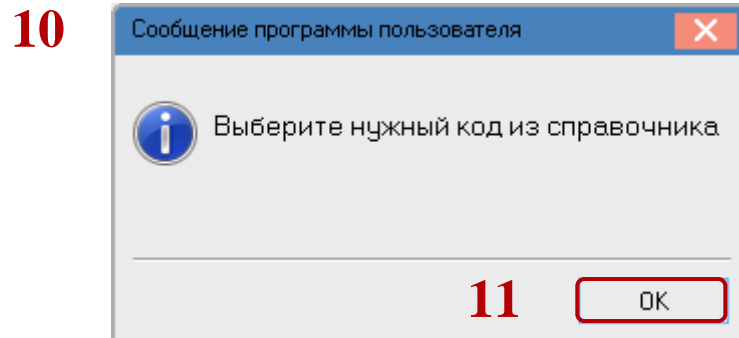 10
Сообщение программы пользователя
Выберите нужный код из справочника
11
OK